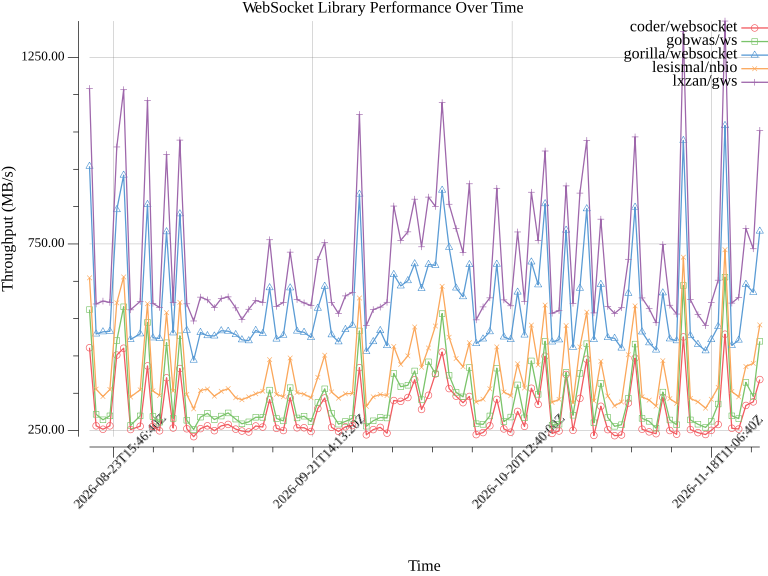 WebSocket Library Performance Over Time
coder/websocket
gobwas/ws
gorilla/websocket
lesismal/nbio
lxzan/gws
Throughput (MB/s)
1250.00
750.00
250.00
2026-08-23T15:46:40Z
2026-09-21T14:13:20Z
2026-10-20T12:40:00Z
2026-11-18T11:06:40Z
Time